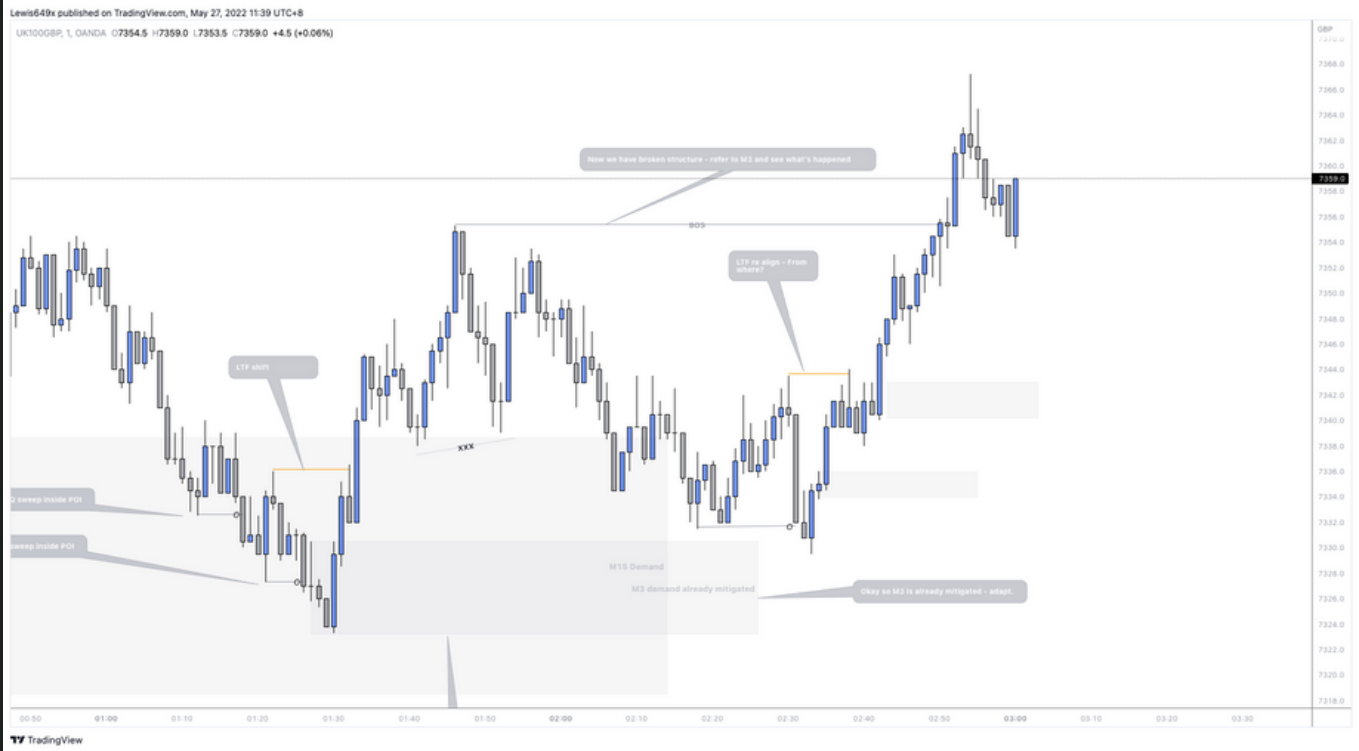 Lewis649x published on TradingView.com, May 27, 2022 11:39 UTC+8
UK100GBP, 1, OANDA O7354.5 H7359.0 L7353.5 C7359.0 +4.5 (+0.06%)
GBP
7370.0
7368.0
7366.0
7364.0
7362.0
7360.0
7359.0
7358.0
7356.0
7354.0
7352.0
7350.0
7348.0
7346.0
7344.0
7342.0
7340.0
7338.0
7336.0
7334.0
7332.0
7330.0
7328.0
7326.0
7324.0
7322.0
7320.0
7318.0
Now we have broken structure - refer to M3 and see what's happened
BOS
LTF re align - From
where?
LTF shift
XXX
2 sweep inside POI
sweep inside POI
M15 Demand
M3 demand already mitigated
Okay so M3 is already mitigated - adapt.
00:50 01:00 01:10 01:20 01:30 01:40 01:50 02:00 02:10 02:20 02:30 02:40 02:50 03:00 03:10 03:20 03:30
TradingView